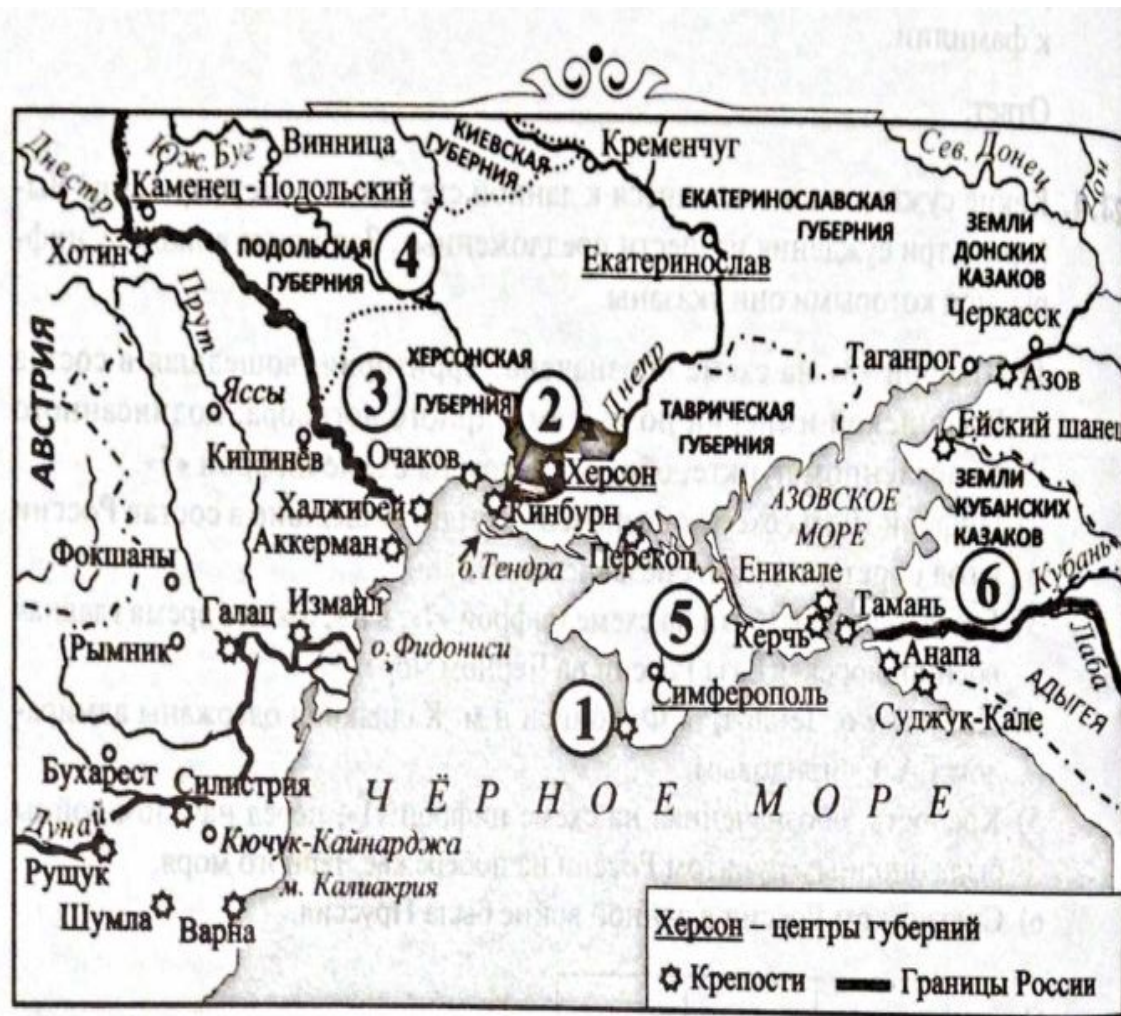 к фамилии.
Ответ:
Днестр
Юж. Буг
Винница
КИЕВСКАЯ
ГУБЕРНИЯ
Кременчуг
Сев. Донец
Дон
Каменец-Подольский
ЕКАТЕРИНОСЛАВСКАЯ
ГУБЕРНИЯ
ЗЕМЛИ
ДОНСКИХ
КАЗАКОВ
Хотин
ПОДОЛЬСКАЯ
ГУБЕРНИЯ
4
Екатеринослав
Черкасск
АВСТРИЯ
Прут
Яссы
3
ХЕРСОНСКАЯ
ГУБЕРНИЯ
2
Днепр
ТАВРИЧЕСКАЯ
ГУБЕРНИЯ
Таганрог
Азов
Ейский шанец
Кишинёв
Очаков
Херсон
Хаджибей
Кинбурн
АЗОВСКОЕ
МОРЕ
ЗЕМЛИ
КУБАНСКИХ
КАЗАКОВ
Аккерман
о. Тендра
Перекоп
Фокшаны
Еникале
6
Кубань
Галац
Измаил
5
Керчь
Тамань
Лаба
Рымник
о. Фидониси
Симферополь
Анапа
АДЫГЕЯ
1
Суджук-Кале
Бухарест
Силистрия
ЧЁРНОЕ МОРЕ
Дуна
Кючук-Кайнарджа
Рущук
м. Калиакрия
Шумла
Варна
Херсон – центры губерний
Крепости
Границы России